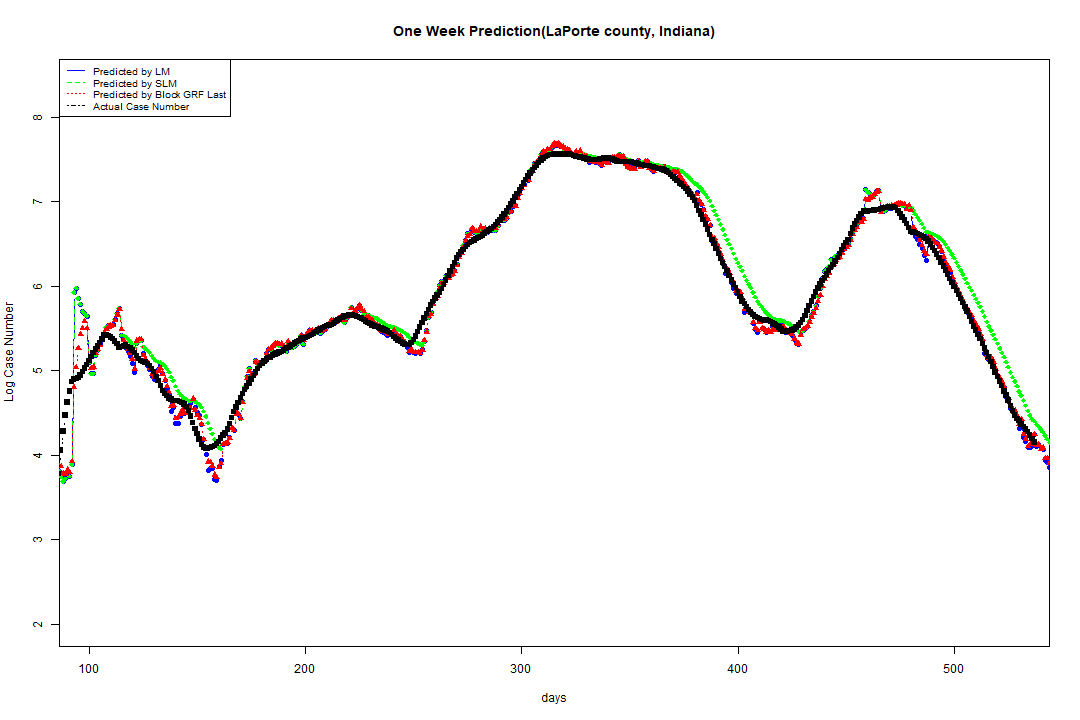 One Week Prediction(LaPorte county, Indiana)
Predicted by LM
Predicted by SLM
Predicted by Block GRF Last
Actual Case Number
8
7
6
5
4
3
2
Log Case Number
100 200 300 400 500
days